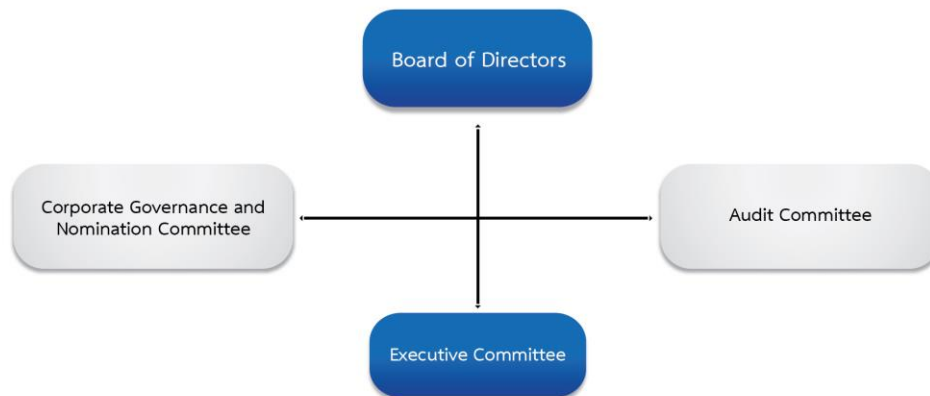 Board of Directors
Corporate Governance and
Nomination Committee
Audit Committee
Executive Committee